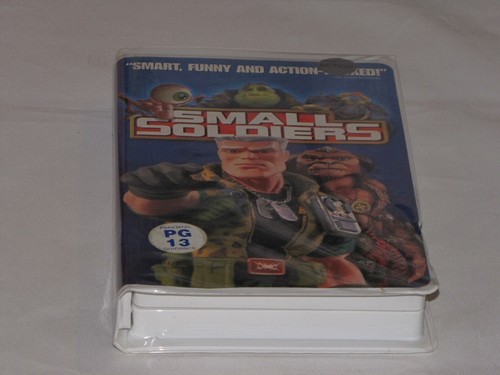 "SMART, FUNNY AND ACTION-
SMALL
SOLDIERS
PG
13